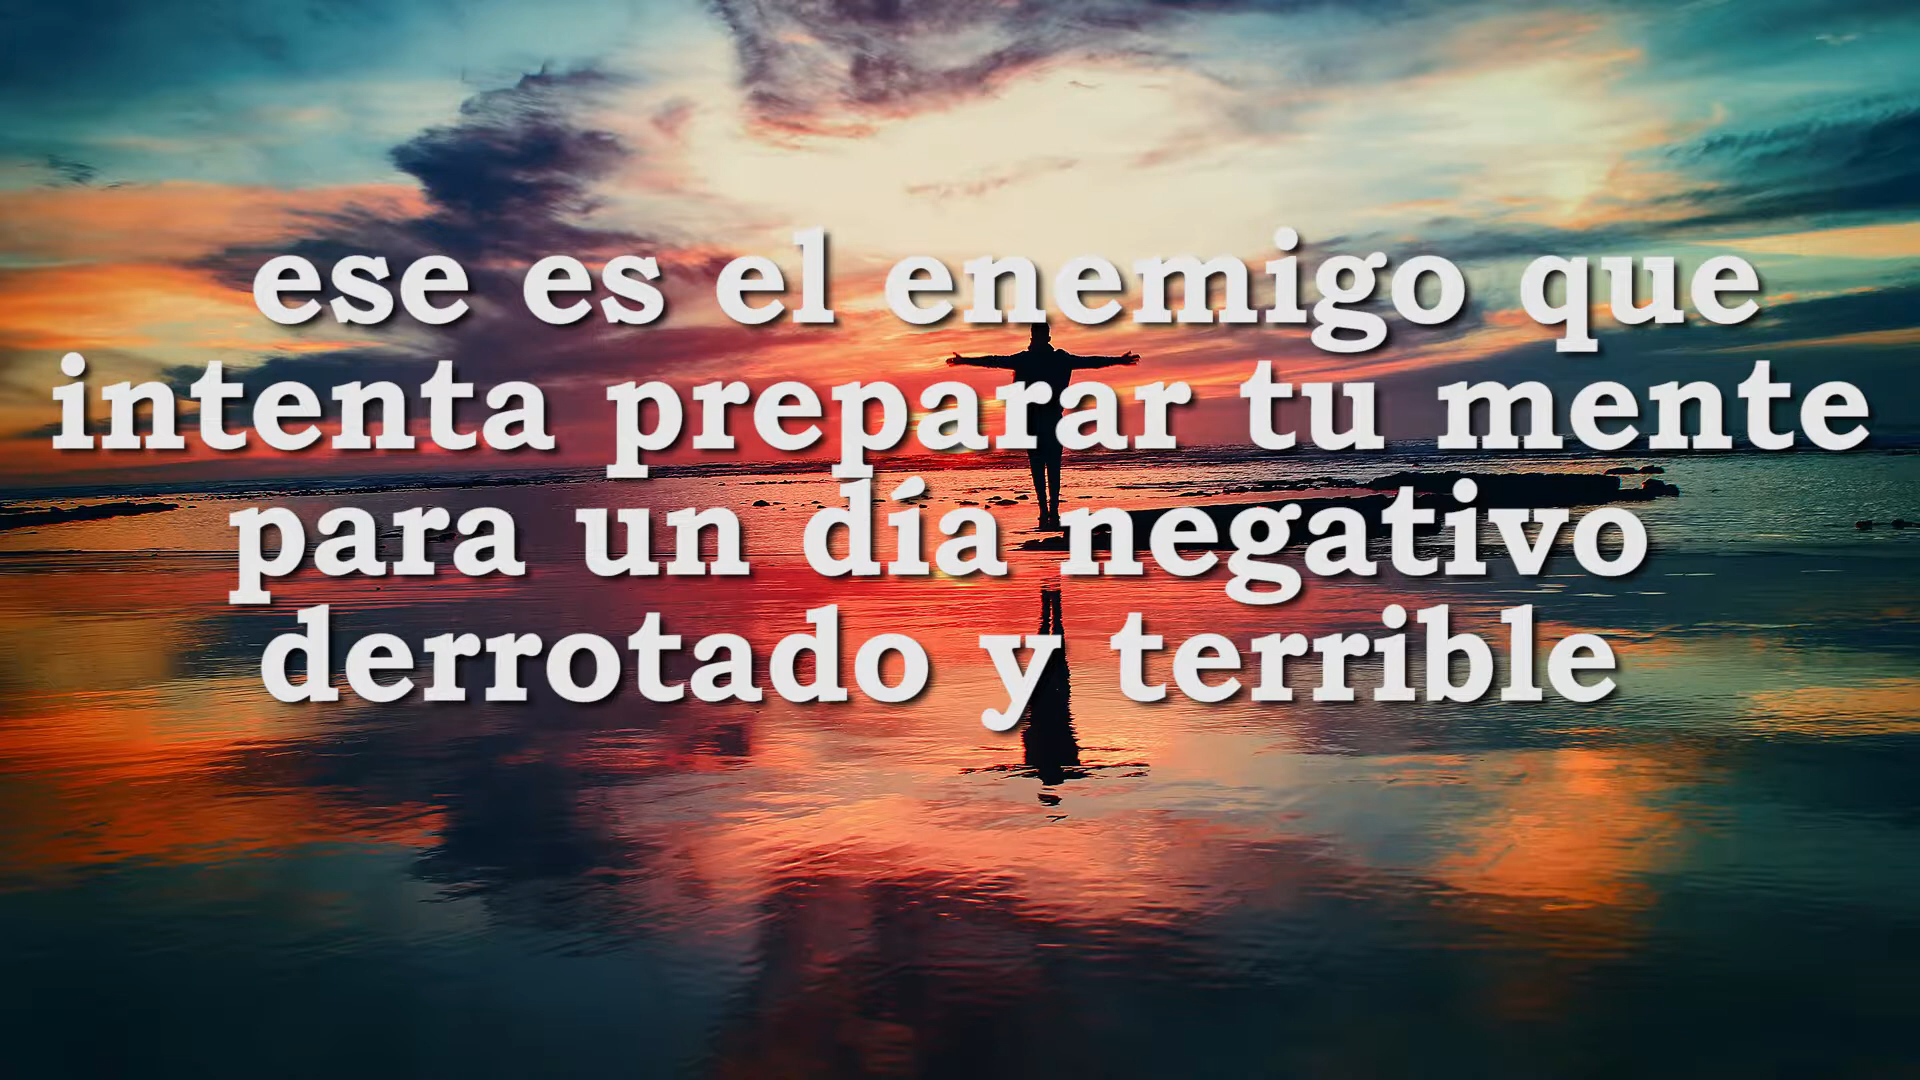 ese es el enemigo que
intenta preparar tu mente
para un día negativo
derrotado y terrible